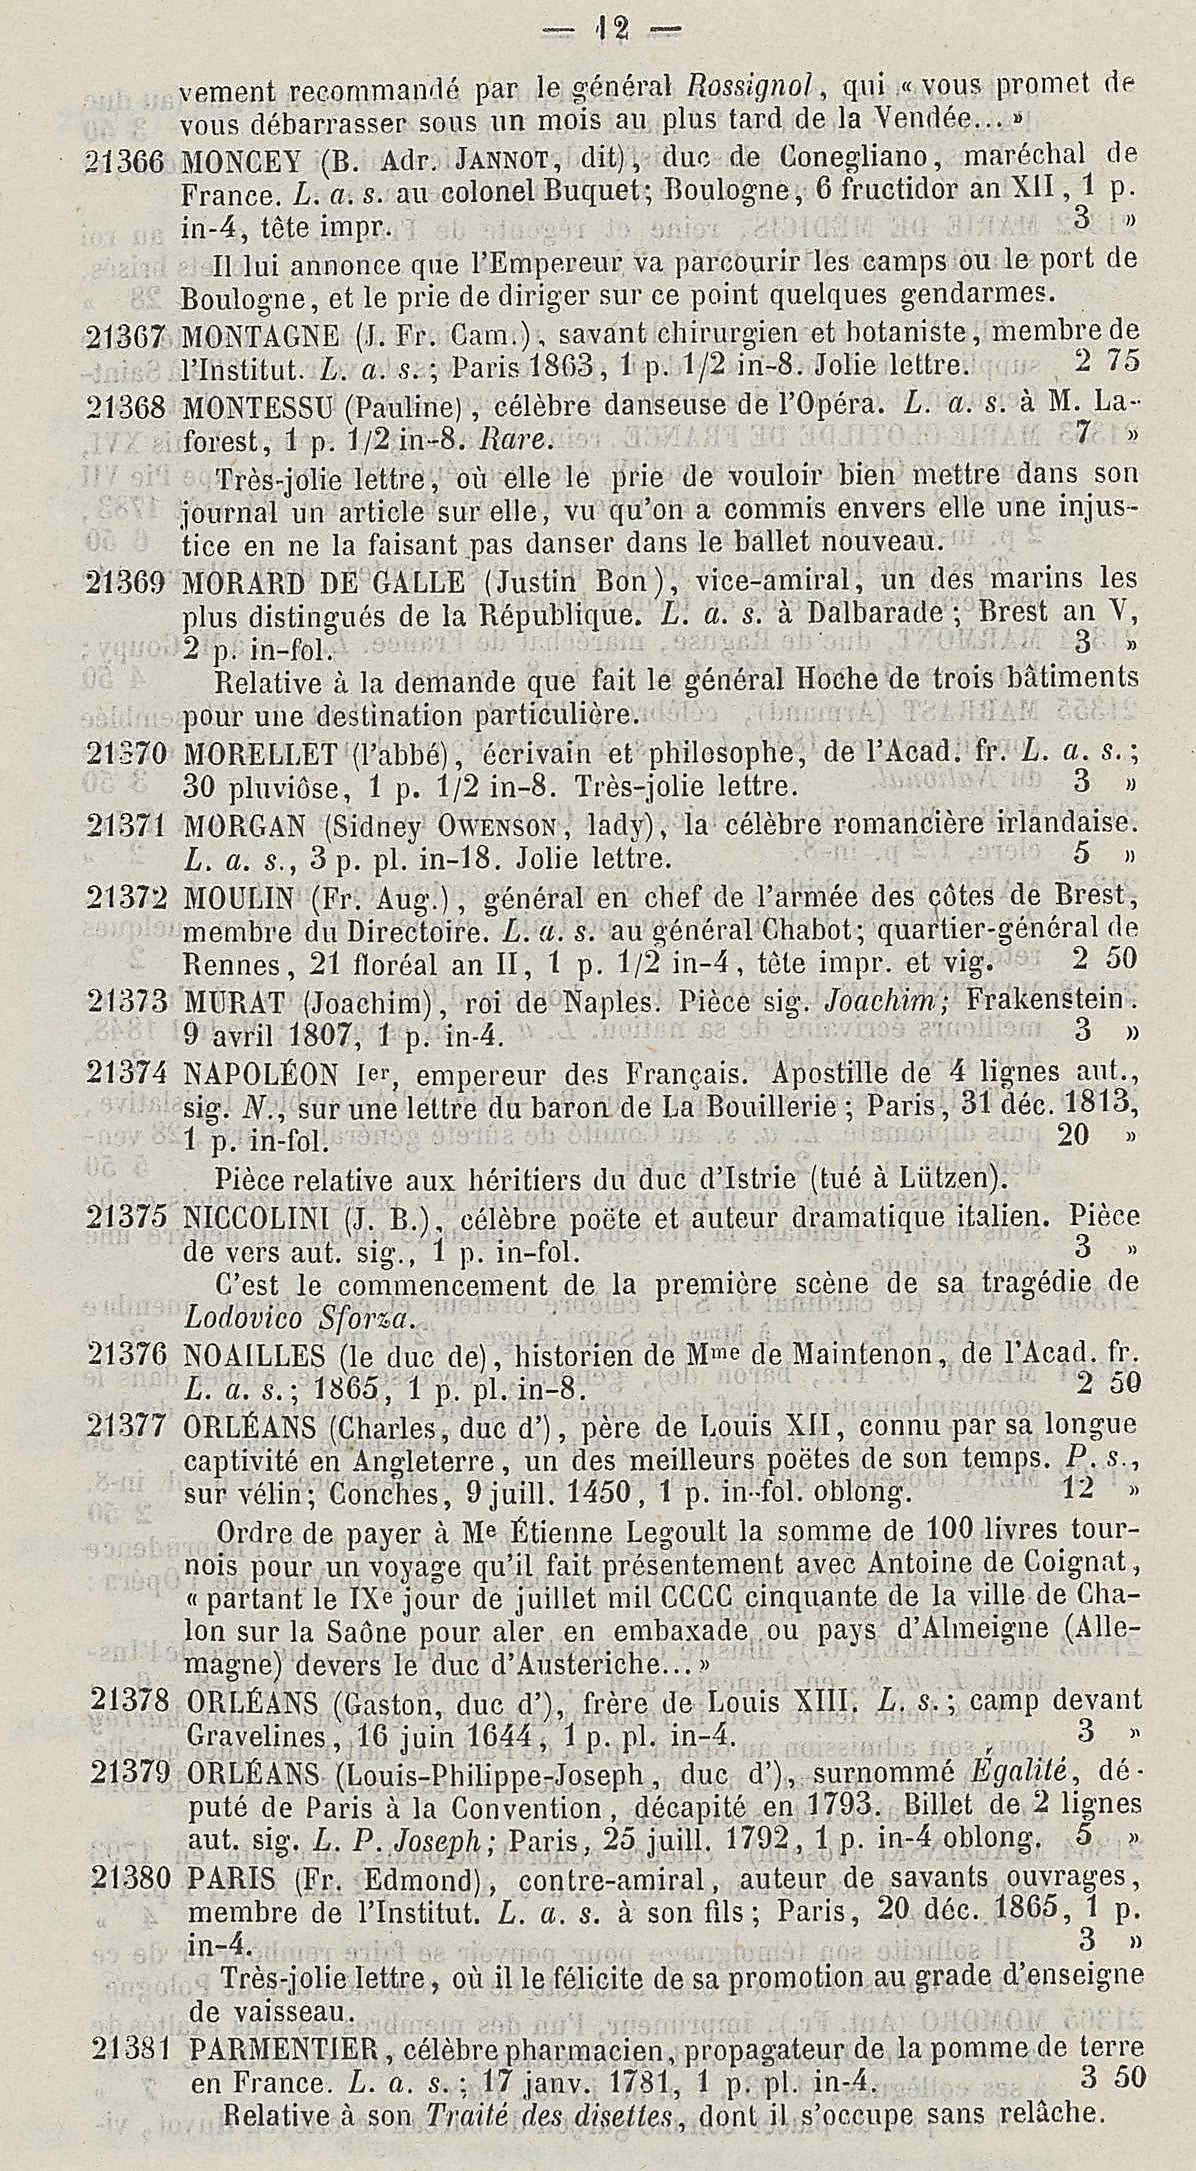 — 12 —
vement recommandé par le général Rossignol, qui « vous promet de
vous débarrasser sous un mois au plus tard de la Vendée... »
21366 MONCEY (B. Adr. JANNOT, dit), duc de Conegliano, maréchal de
France. L. a. s. au colonel Buquet; Boulogne, 6 fructidor an XII, 1 p.
in-4, tête impr. 3 »
Il lui annonce que l'Empereur va parcourir les camps ou le port de
Boulogne, et le prie de diriger sur ce point quelques gendarmes.
21367 MONTAGNE (J. Fr. Cam.), savant chirurgien et botaniste, membre de
l'Institut. L. a. s.; Paris 1863, 1 p. 1/2 in-8. Jolie lettre. 2 75
21368 MONTESSU (Pauline), célèbre danseuse de l'Opéra. L. a. s. à M. La-
forest, 1 p. 1/2 in-8. Rare. 7 »
Très-jolie lettre, où elle le prie de vouloir bien mettre dans son
journal un article sur elle, vu qu'on a commis envers elle une injus-
tice en ne la faisant pas danser dans le ballet nouveau.
21369 MORARD DE GALLE (Justin Bon), vice-amiral, un des marins les
plus distingués de la République. L. a. s. à Dalbarade; Brest an V,
2 p. in-fol. 3 »
Relative à la demande que fait le général Hoche de trois bâtiments
pour une destination particulière.
21370 MORELLET (l'abbé), écrivain et philosophe, de l'Acad. fr. L. a. s.;
30 pluviôse, 1 p. 1/2 in-8. Très-jolie lettre. 3 »
21371 MORGAN (Sidney OWENSON, lady), la célèbre romancière irlandaise.
L. a. s., 3 p. pl. in-18. Jolie lettre. 5 »
21372 MOULIN (Fr. Aug.), général en chef de l'armée des côtes de Brest,
membre du Directoire. L. a. s. au général Chabot; quartier-général de
Rennes, 21 floréal an II, 1 p. 1/2 in-4, tête impr. et vig. 2 50
21373 MURAT (Joachim), roi de Naples. Pièce sig. Joachim; Frakenstein.
9 avril 1807, 1 p. in-4. 3 »
21374 NAPOLÉON Ier, empereur des Français. Apostille de 4 lignes aut.,
sig. N., sur une lettre du baron de La Bouillerie; Paris, 31 déc. 1813,
1 p. in-fol. 20 »
Pièce relative aux héritiers du duc d'Istrie (tué à Lützen).
21375 NICCOLINI (J. B.), célèbre poëte et auteur dramatique italien. Pièce
de vers aut. sig., 1 p. in-fol. 3 »
C'est le commencement de la première scène de sa tragédie de
Lodovico Sforza.
21376 NOAILLES (le duc de), historien de Mme de Maintenon, de l'Acad. fr.
L. a. s.; 1865, 1 p. pl. in-8. 2 50
21377 ORLÉANS (Charles, duc d'), père de Louis XII, connu par sa longue
captivité en Angleterre, un des meilleurs poëtes de son temps. P. s.,
sur vélin; Conches, 9 juill. 1450, 1 p. in-fol. oblong. 12 »
Ordre de payer à Me Étienne Legoult la somme de 100 livres tour-
nois pour un voyage qu'il fait présentement avec Antoine de Coignat,
« partant le IXe jour de juillet mil CCCC cinquante de la ville de Cha-
lon sur la Saône pour aler en embaxade ou pays d'Almeigne (Alle-
magne) devers le duc d'Austeriche... »
21378 ORLÉANS (Gaston, duc d'), frère de Louis XIII. L. s.; camp devant
Gravelines, 16 juin 1644, 1 p. pl. in-4. 3 »
21379 ORLÉANS (Louis-Philippe-Joseph, duc d'), surnommé Égalité, dé-
puté de Paris à la Convention, décapité en 1793. Billet de 2 lignes
aut. sig. L. P. Joseph; Paris, 25 juill. 1792, 1 p. in-4 oblong. 5 »
21380 PARIS (Fr. Edmond), contre-amiral, auteur de savants ouvrages,
membre de l'Institut. L. a. s. à son fils; Paris, 20 déc. 1865, 1 p.
in-4. 3 »
Très-jolie lettre, où il le félicite de sa promotion au grade d'enseigne
de vaisseau.
21381 PARMENTIER, célèbre pharmacien, propagateur de la pomme de terre
en France. L. a. s.; 17 janv. 1781, 1 p. pl. in-4. 3 50
Relative à son Traité des disettes, dont il s'occupe sans relâche.